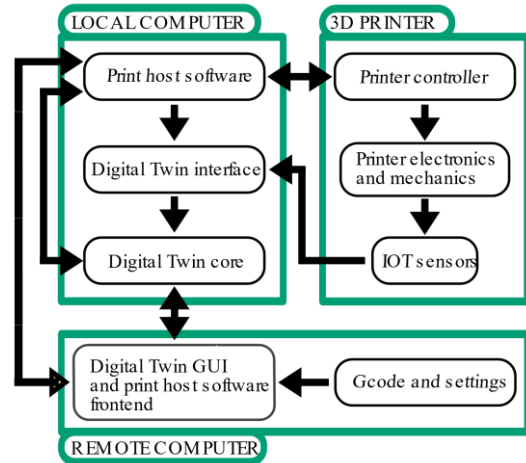 LOCAL COMPUTER
3D PRINTER
Print host software
Printer controller
Digital Twin interface
Printer electronics
and mechanics
Digital Twin core
IOT sensors
Digital Twin GUI
and print host software
frontend
Gcode and settings
REMOTE COMPUTER